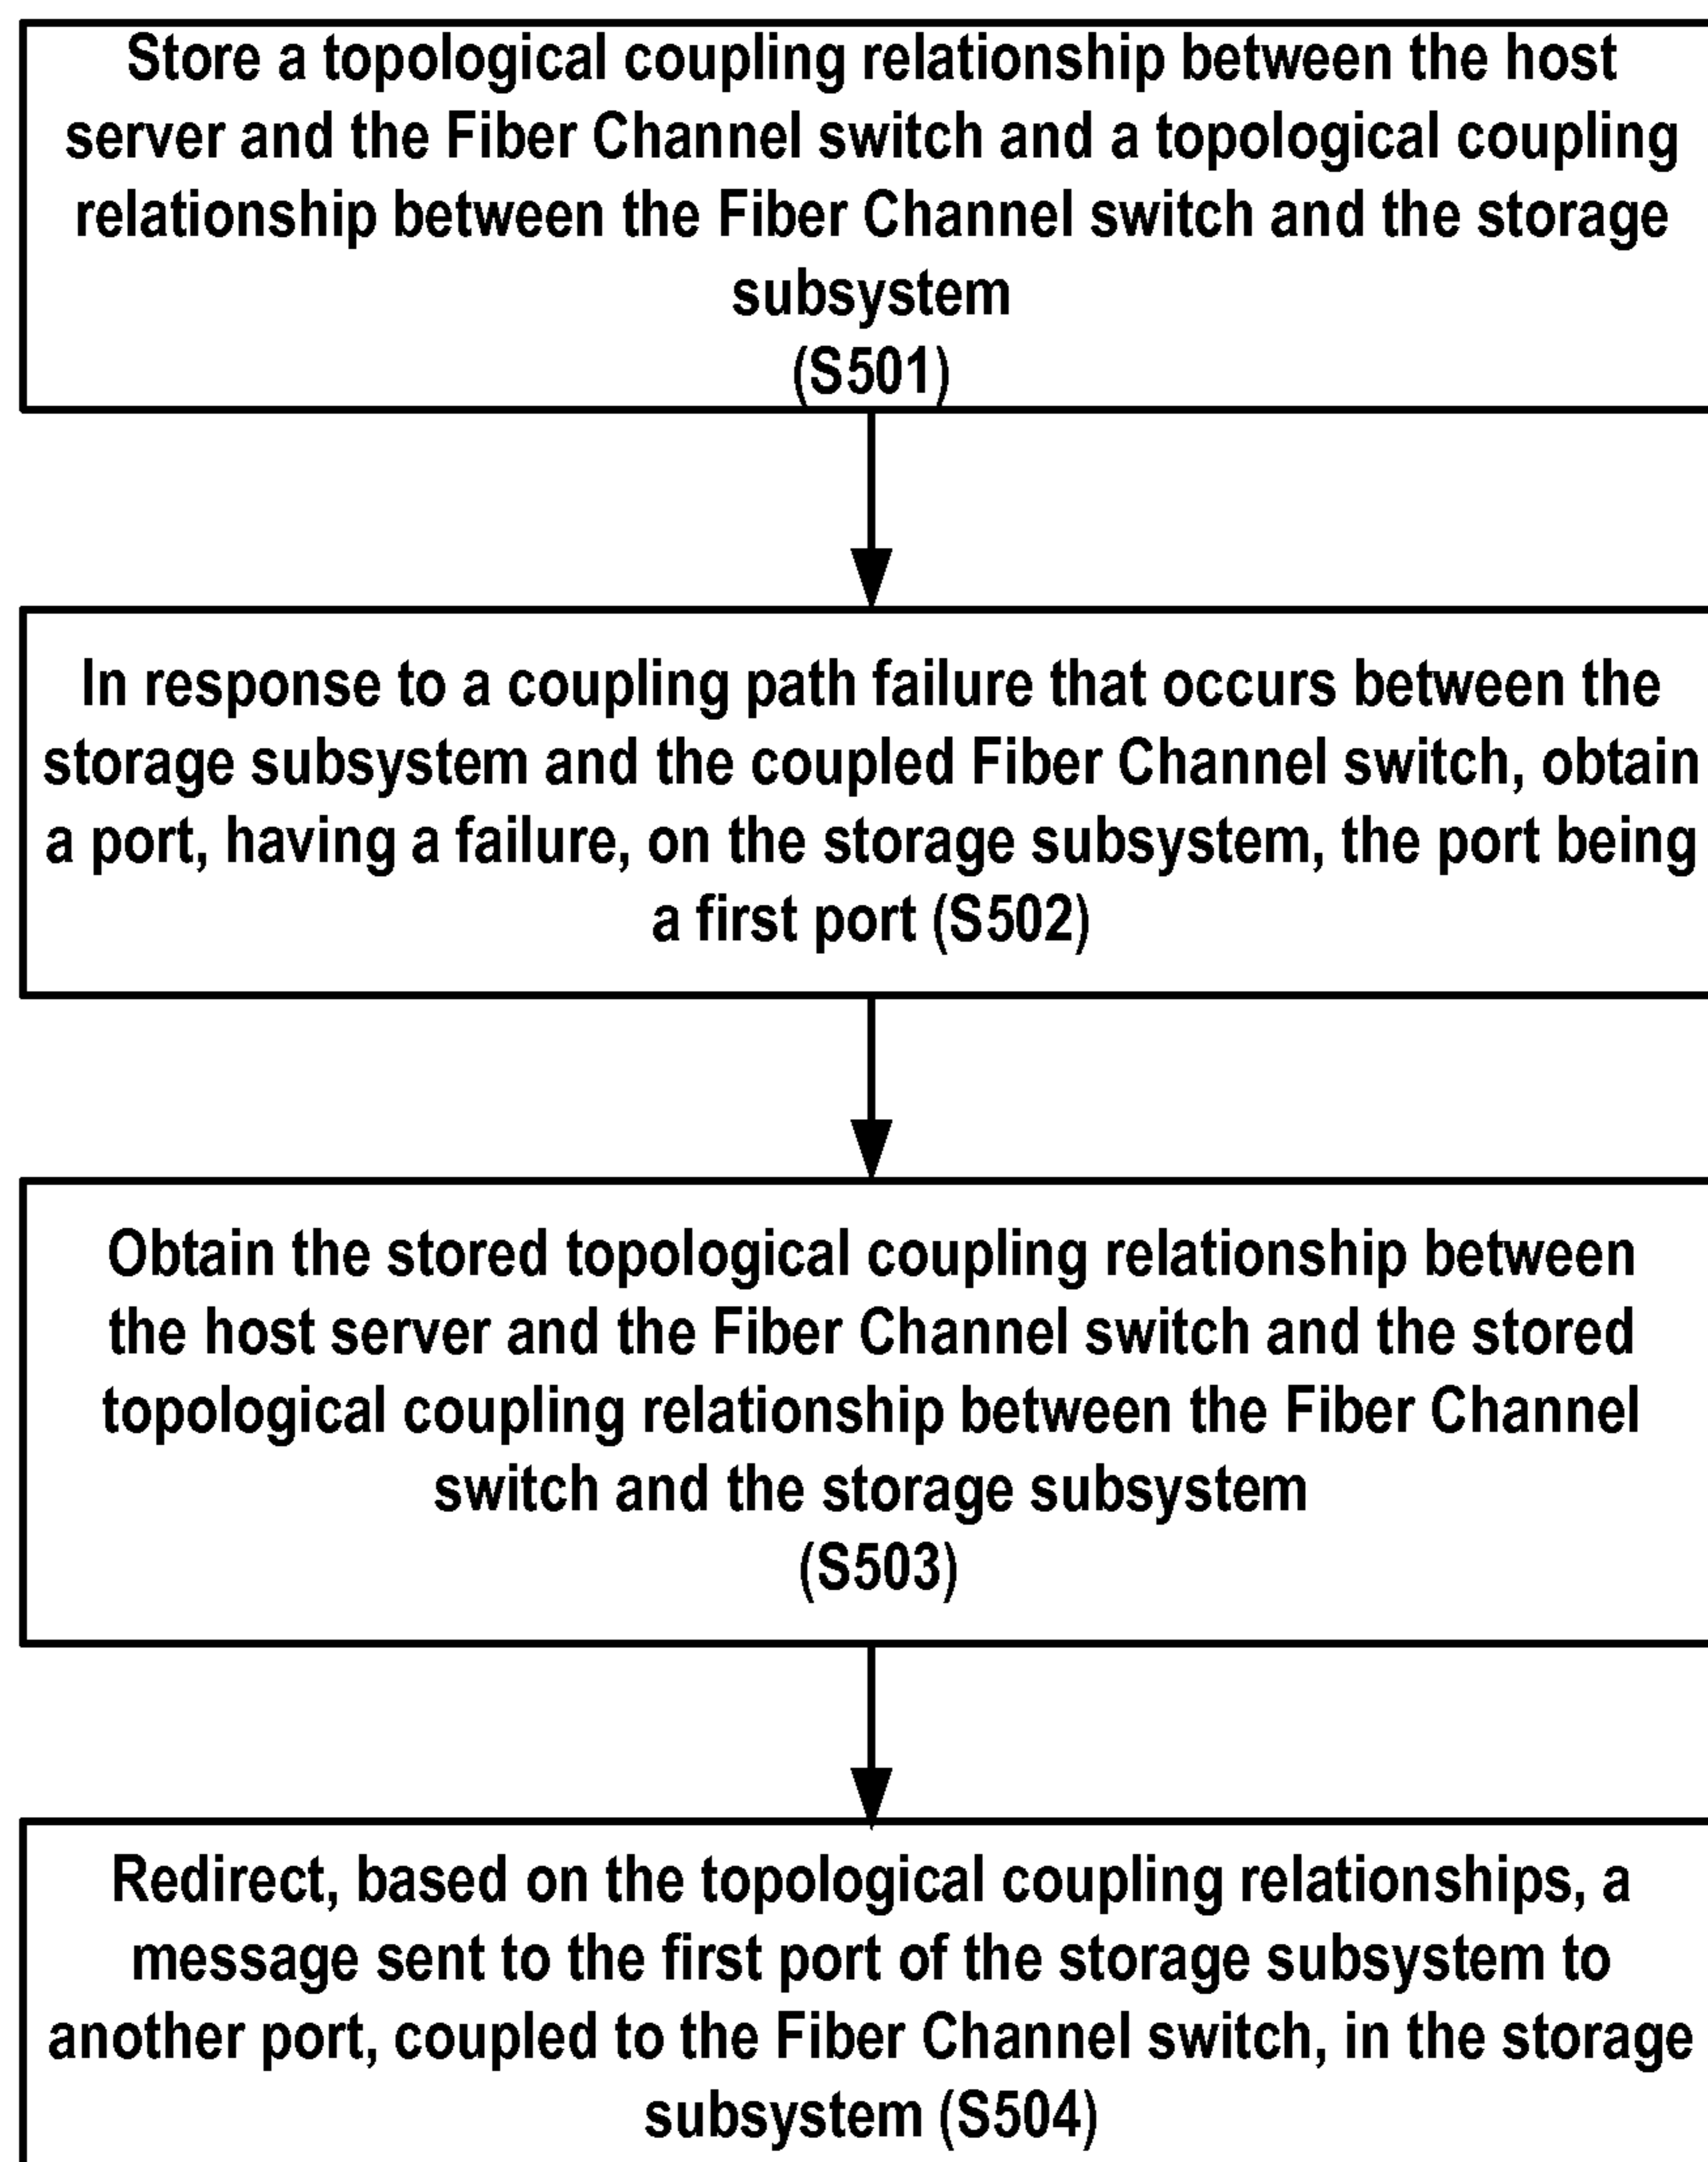 Store a topological coupling relationship between the host
server and the Fiber Channel switch and a topological coupling
relationship between the Fiber Channel switch and the storage
subsystem
(S501)
In response to a coupling path failure that occurs between the
storage subsystem and the coupled Fiber Channel switch, obtain
a port, having a failure, on the storage subsystem, the port being
a first port (S502)
Obtain the stored topological coupling relationship between
the host server and the Fiber Channel switch and the stored
topological coupling relationship between the Fiber Channel
switch and the storage subsystem
(S503)
Redirect, based on the topological coupling relationships, a
message sent to the first port of the storage subsystem to
another port, coupled to the Fiber Channel switch, in the storage
subsystem (S504)